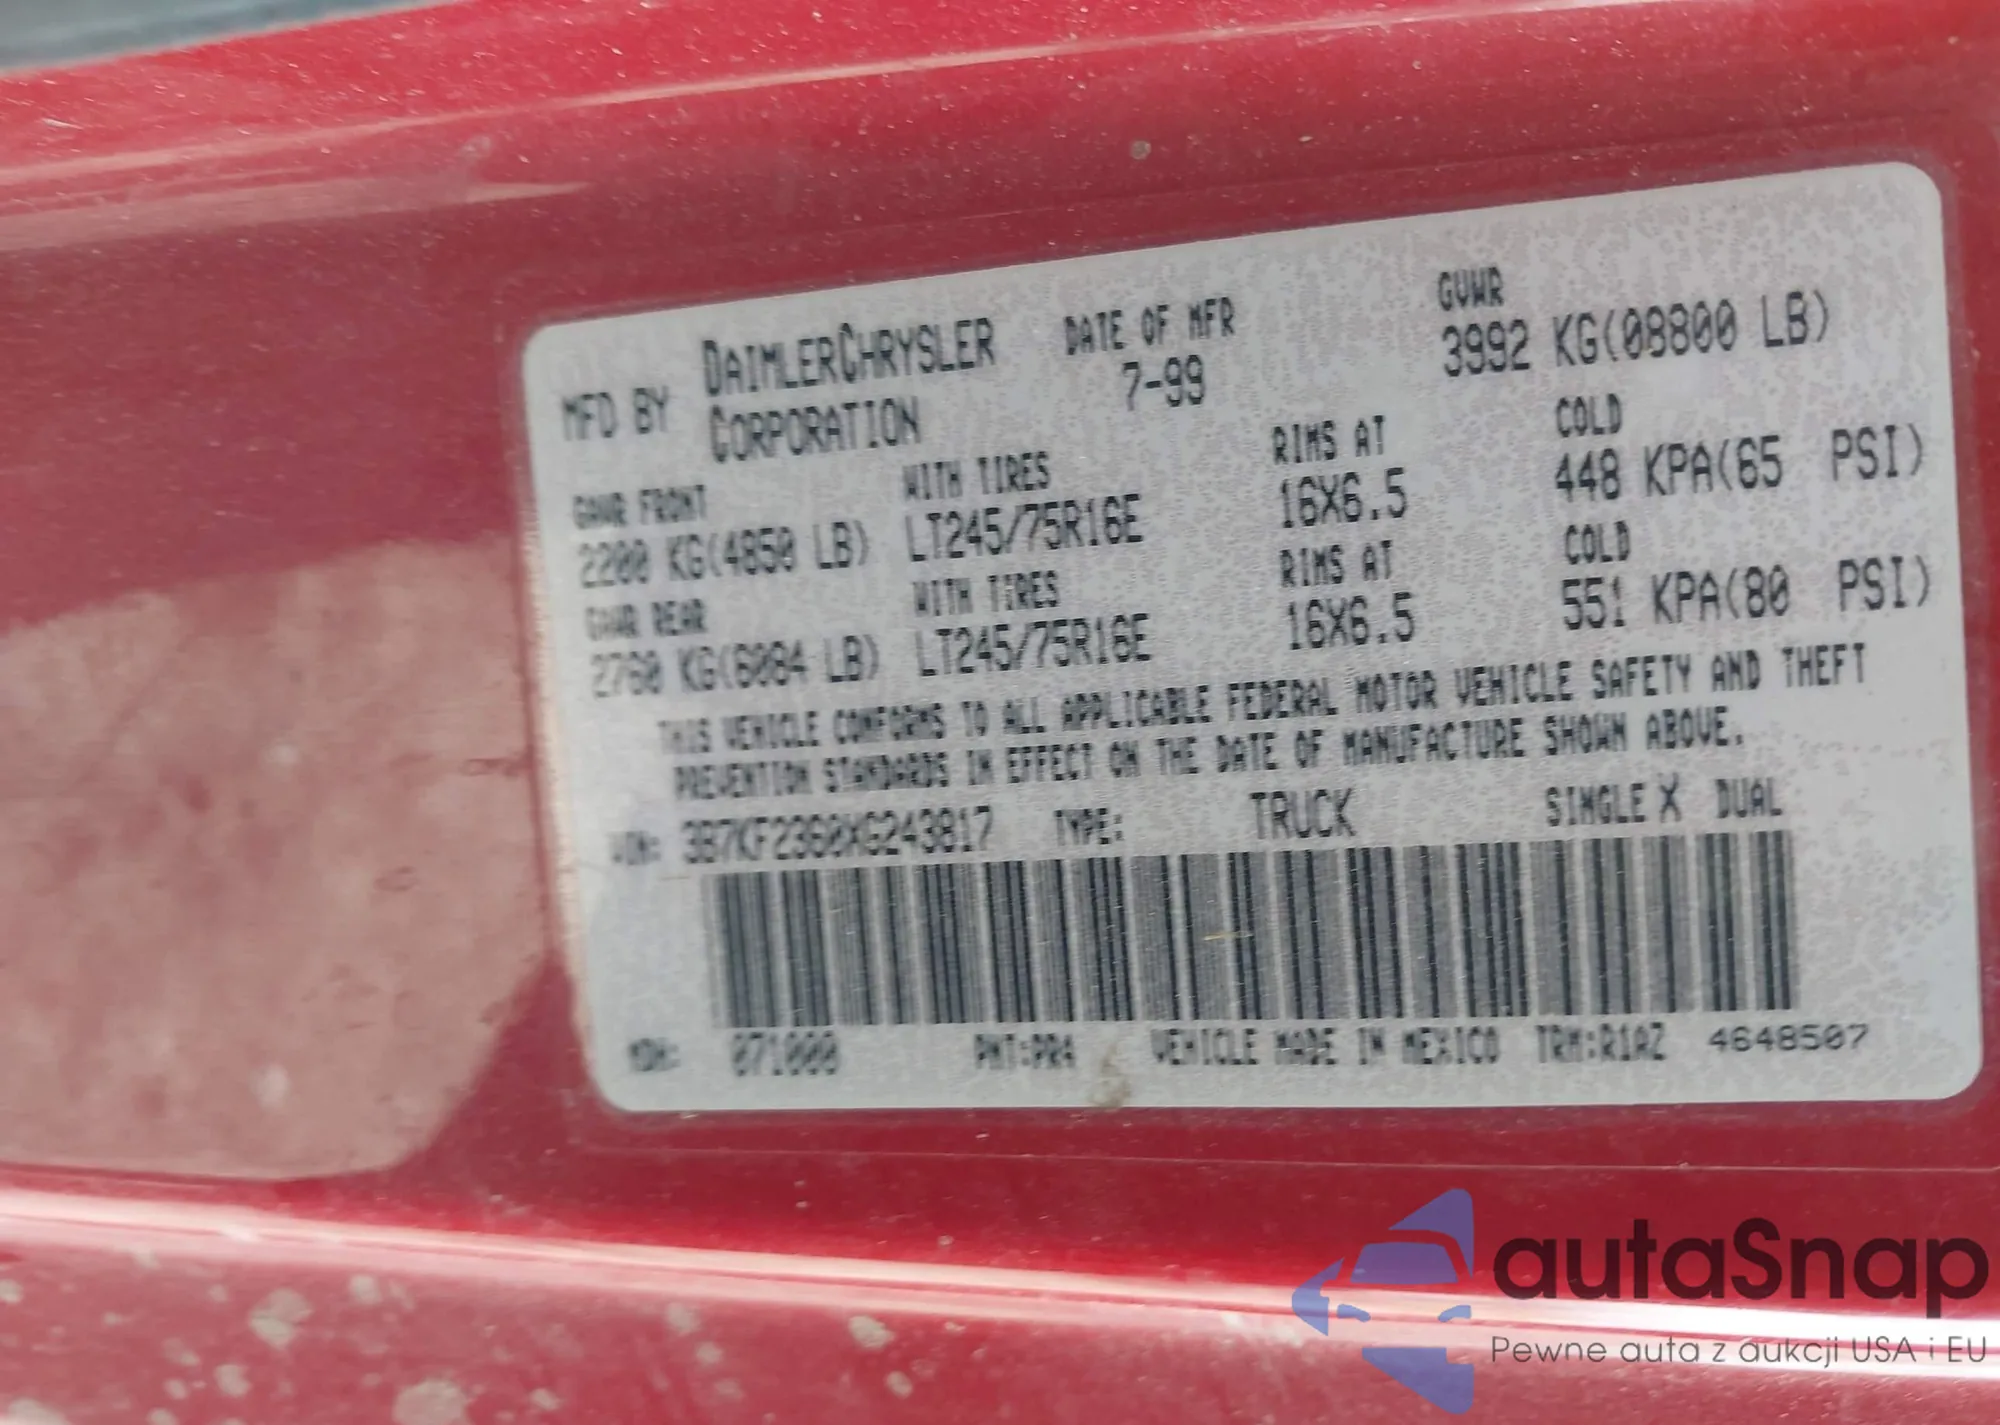 MFD BY DAIMLERCHRYSLER CORPORATION
DATE OF MFR 7-99
GVWR 3992 KG(08800 LB)
GAWR FRONT WITH TIRES RIMS AT COLD
2200 KG(4850 LB) LT245/75R16E 16X6.5 448 KPA(65 PSI)
GAWR REAR WITH TIRES RIMS AT COLD
2760 KG(6084 LB) LT245/75R16E 16X6.5 551 KPA(80 PSI)
THIS VEHICLE CONFORMS TO ALL APPLICABLE FEDERAL MOTOR VEHICLE SAFETY AND THEFT
PREVENTION STANDARDS IN EFFECT ON THE DATE OF MANUFACTURE SHOWN ABOVE.
VIN: 3B7KF2360XG243817 TYPE: TRUCK SINGLE X DUAL
MDH: 071000 PNT:PR4 VEHICLE MADE IN MEXICO TRM:R1AZ 4648507
autaSnap
Pewne auta z aukcji USA i EU